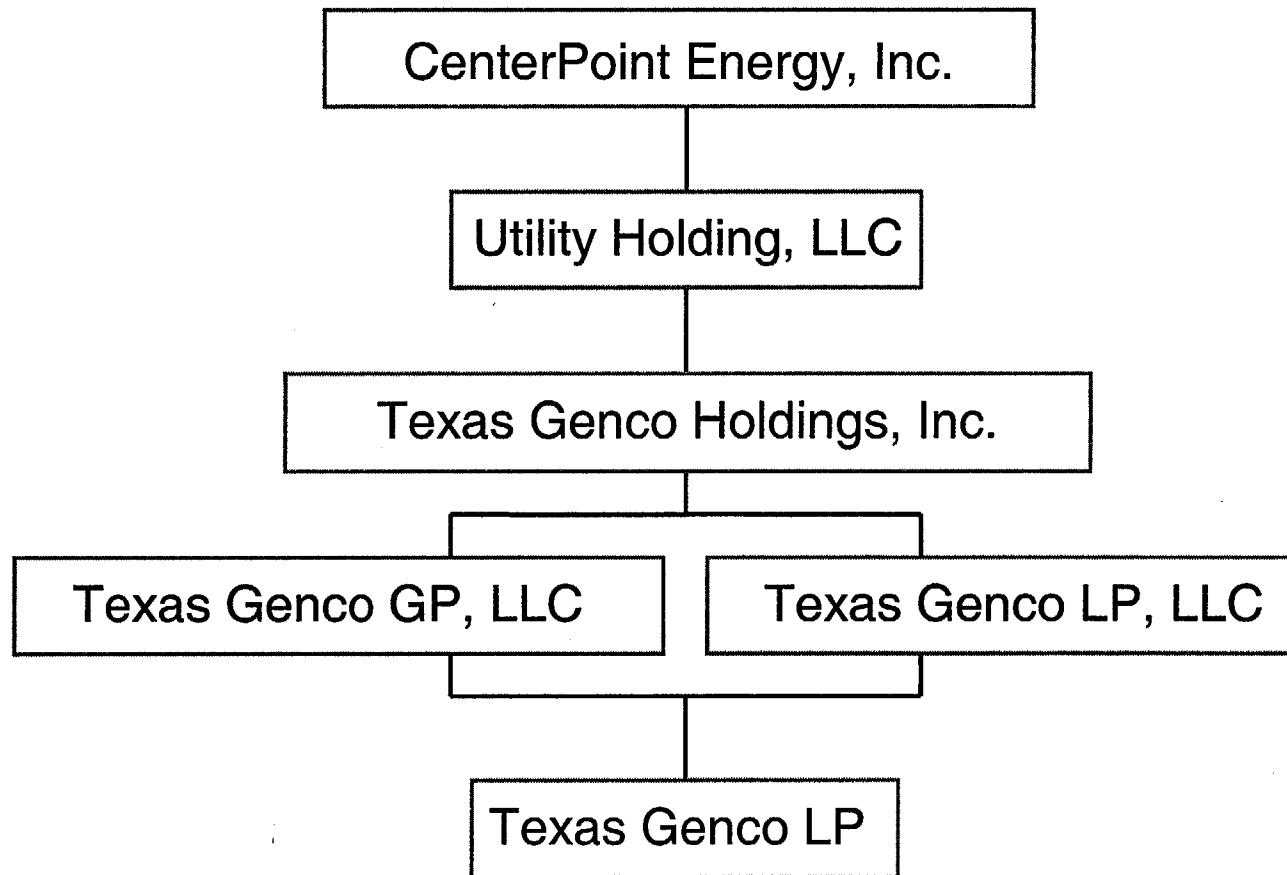 CenterPoint Energy, Inc.
Utility Holding, LLC
Texas Genco Holdings, Inc.
Texas Genco GP, LLC
Texas Genco LP, LLC
Texas Genco LP